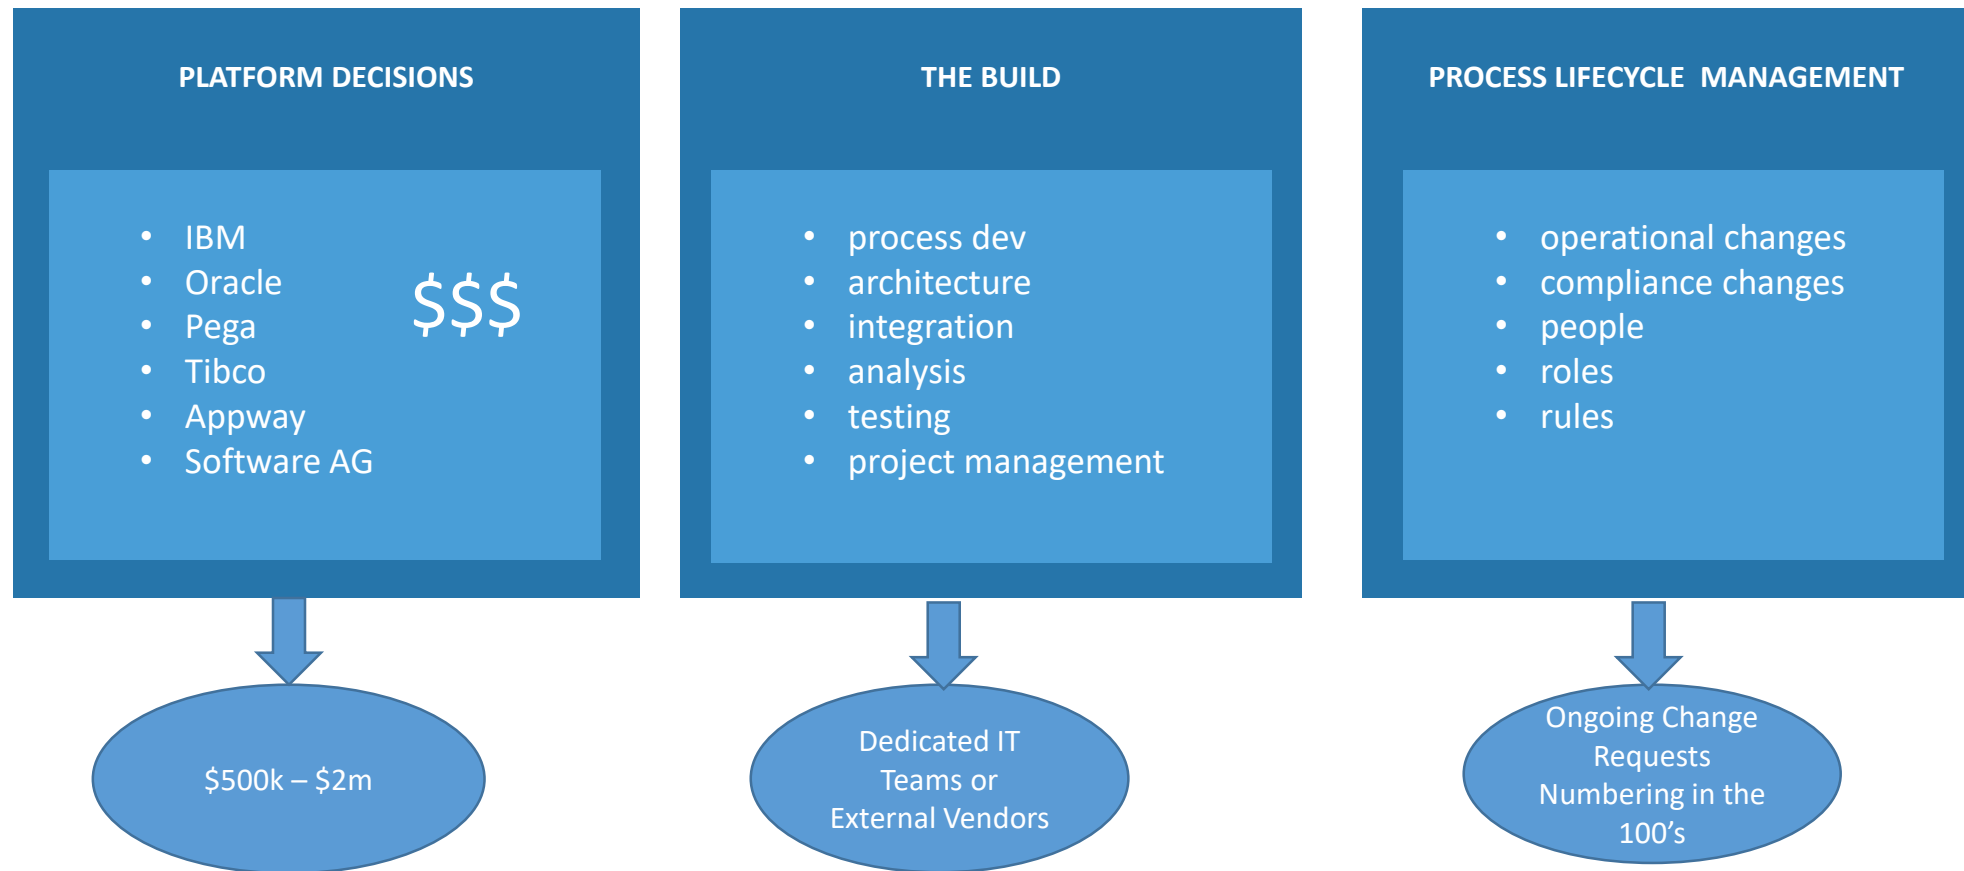 PLATFORM DECISIONS
• IBM
• Oracle
• Pega
• Tibco
• Appway
• Software AG
$$$
$500k – $2m
THE BUILD
• process dev
• architecture
• integration
• analysis
• testing
• project management
Dedicated IT
Teams or
External Vendors
PROCESS LIFECYCLE  MANAGEMENT
• operational changes
• compliance changes
• people
• roles
• rules
Ongoing Change
Requests
Numbering in the
100’s